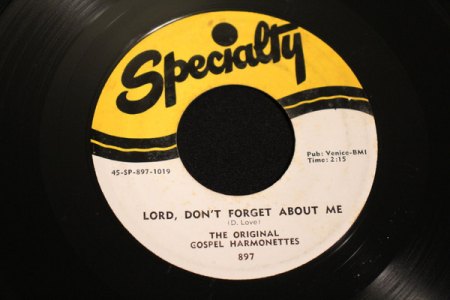 Specialty
Pub: Venice-BMI
Time: 2:15
45-SP-897-1019
LORD, DON'T FORGET ABOUT ME
(D. Love)
THE ORIGINAL
GOSPEL HARMONETTES
897